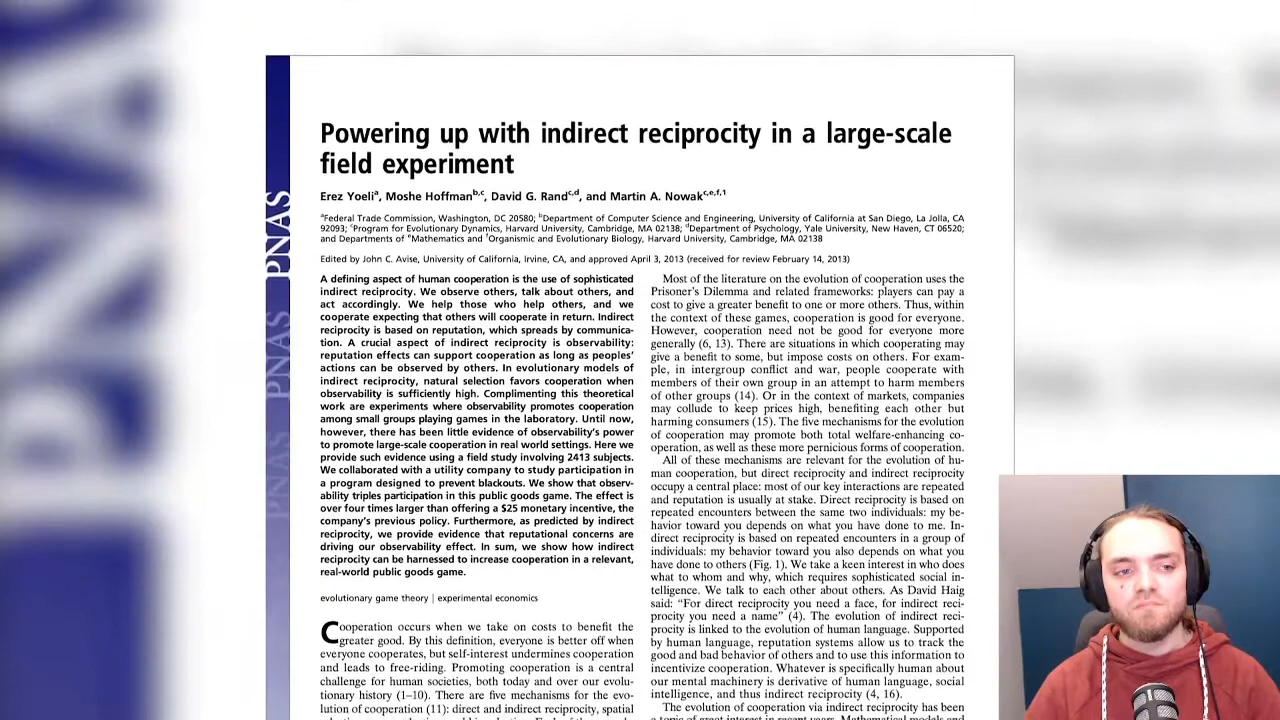 Powering up with indirect reciprocity in a large-scale
field experiment
Erez Yoeliᵃ, Moshe Hoffmanᵇ,ᶜ, David G. Randᶜ,ᵈ, and Martin A. Nowakᶜ,ᵉ,ᶠ,¹
ᵃFederal Trade Commission, Washington, DC 20580; ᵇDepartment of Computer Science and Engineering, University of California at San Diego, La Jolla, CA
92093; ᶜProgram for Evolutionary Dynamics, Harvard University, Cambridge, MA 02138; ᵈDepartment of Psychology, Yale University, New Haven, CT 06520;
and Departments of ᵉMathematics and ᶠOrganismic and Evolutionary Biology, Harvard University, Cambridge, MA 02138
Edited by John C. Avise, University of California, Irvine, CA, and approved April 3, 2013 (received for review February 14, 2013)
A defining aspect of human cooperation is the use of sophisticated
indirect reciprocity. We observe others, talk about others, and
act accordingly. We help those who help others, and we
cooperate expecting that others will cooperate in return. Indirect
reciprocity is based on reputation, which spreads by communica-
tion. A crucial aspect of indirect reciprocity is observability:
reputation effects can support cooperation as long as peoples'
actions can be observed by others. In evolutionary models of
indirect reciprocity, natural selection favors cooperation when
observability is sufficiently high. Complimenting this theoretical
work are experiments where observability promotes cooperation
among small groups playing games in the laboratory. Until now,
however, there has been little evidence of observability's power
to promote large-scale cooperation in real world settings. Here we
provide such evidence using a field study involving 2413 subjects.
We collaborated with a utility company to study participation in
a program designed to prevent blackouts. We show that observ-
ability triples participation in this public goods game. The effect is
over four times larger than offering a $25 monetary incentive, the
company's previous policy. Furthermore, as predicted by indirect
reciprocity, we provide evidence that reputational concerns are
driving our observability effect. In sum, we show how indirect
reciprocity can be harnessed to increase cooperation in a relevant,
real-world public goods game.
evolutionary game theory | experimental economics
Cooperation occurs when we take on costs to benefit the
greater good. By this definition, everyone is better off when
everyone cooperates, but self-interest undermines cooperation
and leads to free-riding. Promoting cooperation is a central
challenge for human societies, both today and over our evolu-
tionary history (1–10). There are five mechanisms for the evo-
lution of cooperation (11): direct and indirect reciprocity, spatial
Most of the literature on the evolution of cooperation uses the
Prisoner's Dilemma and related frameworks: players can pay a
cost to give a greater benefit to one or more others. Thus, within
the context of these games, cooperation is good for everyone.
However, cooperation need not be good for everyone more
generally (6, 13). There are situations in which cooperating may
give a benefit to some, but impose costs on others. For exam-
ple, in intergroup conflict and war, people cooperate with
members of their own group in an attempt to harm members
of other groups (14). Or in the context of markets, companies
may collude to keep prices high, benefiting each other but
harming consumers (15). The five mechanisms for the evolution
of cooperation may promote both total welfare-enhancing co-
operation, as well as these more pernicious forms of cooperation.
All of these mechanisms are relevant for the evolution of hu-
man cooperation, but direct reciprocity and indirect reciprocity
occupy a central place: most of our key interactions are repeated
and reputation is usually at stake. Direct reciprocity is based on
repeated encounters between the same two individuals: my be-
havior toward you depends on what you have done to me. In-
direct reciprocity is based on repeated encounters in a group of
individuals: my behavior toward you also depends on what you
have done to others (Fig. 1). We take a keen interest in who does
what to whom and why, which requires sophisticated social in-
telligence. We talk to each other about others. As David Haig
said: “For direct reciprocity you need a face, for indirect reci-
procity you need a name” (4). The evolution of indirect reci-
procity is linked to the evolution of human language. Supported
by human language, reputation systems allow us to track the
good and bad behavior of others and to use this information to
incentivize cooperation. Whatever is specifically human about
our mental machinery is derivative of human language, social
intelligence, and thus indirect reciprocity (4, 16).
The evolution of cooperation via indirect reciprocity has been
PNAS
PNAS
PNAS